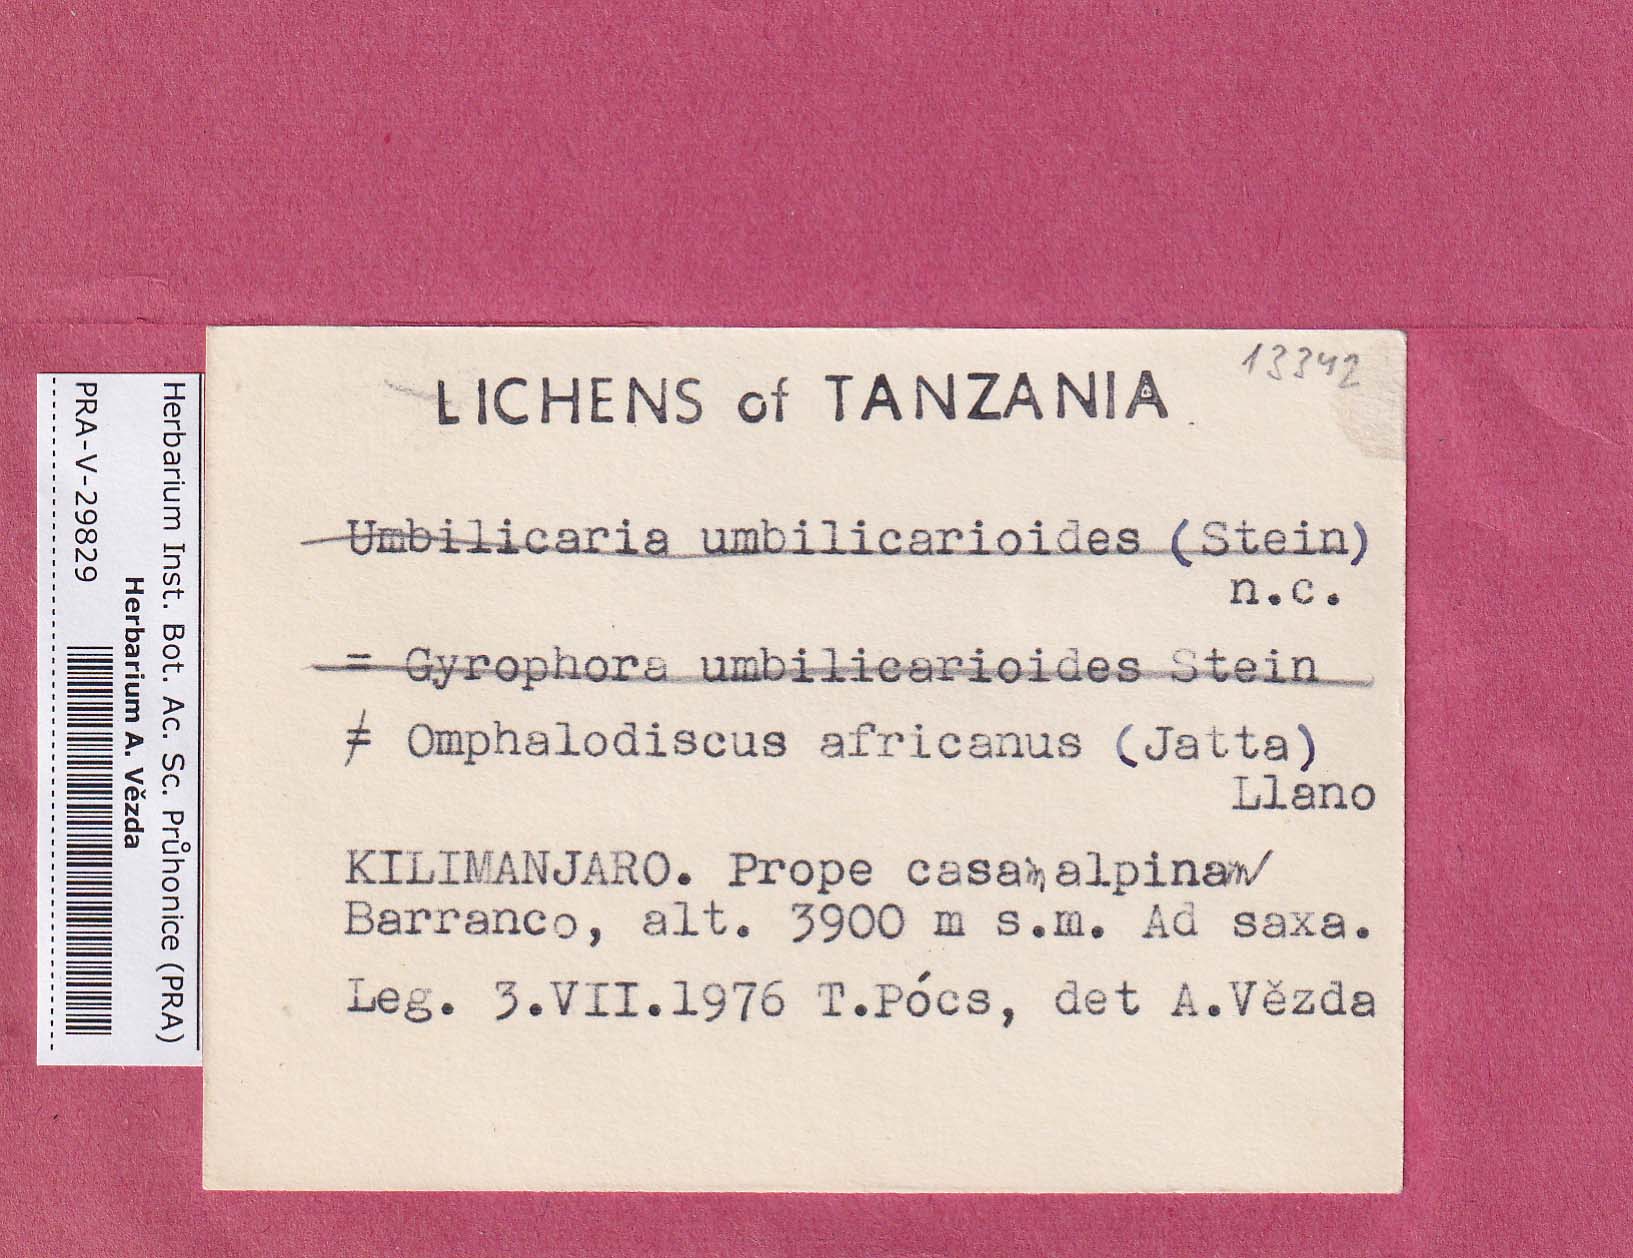 13342
LICHENS of TANZANIA
Umbilicaria umbilicarioides (Stein)
n.c.
= Gyrophora umbilicarioides Stein
≠ Omphalodiscus africanus (Jatta)
Llano
KILIMANJARO. Prope casam alpinam
Barranco, alt. 3900 m s.m. Ad saxa.
Leg. 3.VII.1976 T.Pócs, det A.Vězda
Herbarium Inst. Bot. Ac. Sc. Průhonice (PRA)
Herbarium A. Vězda
PRA-V-29829